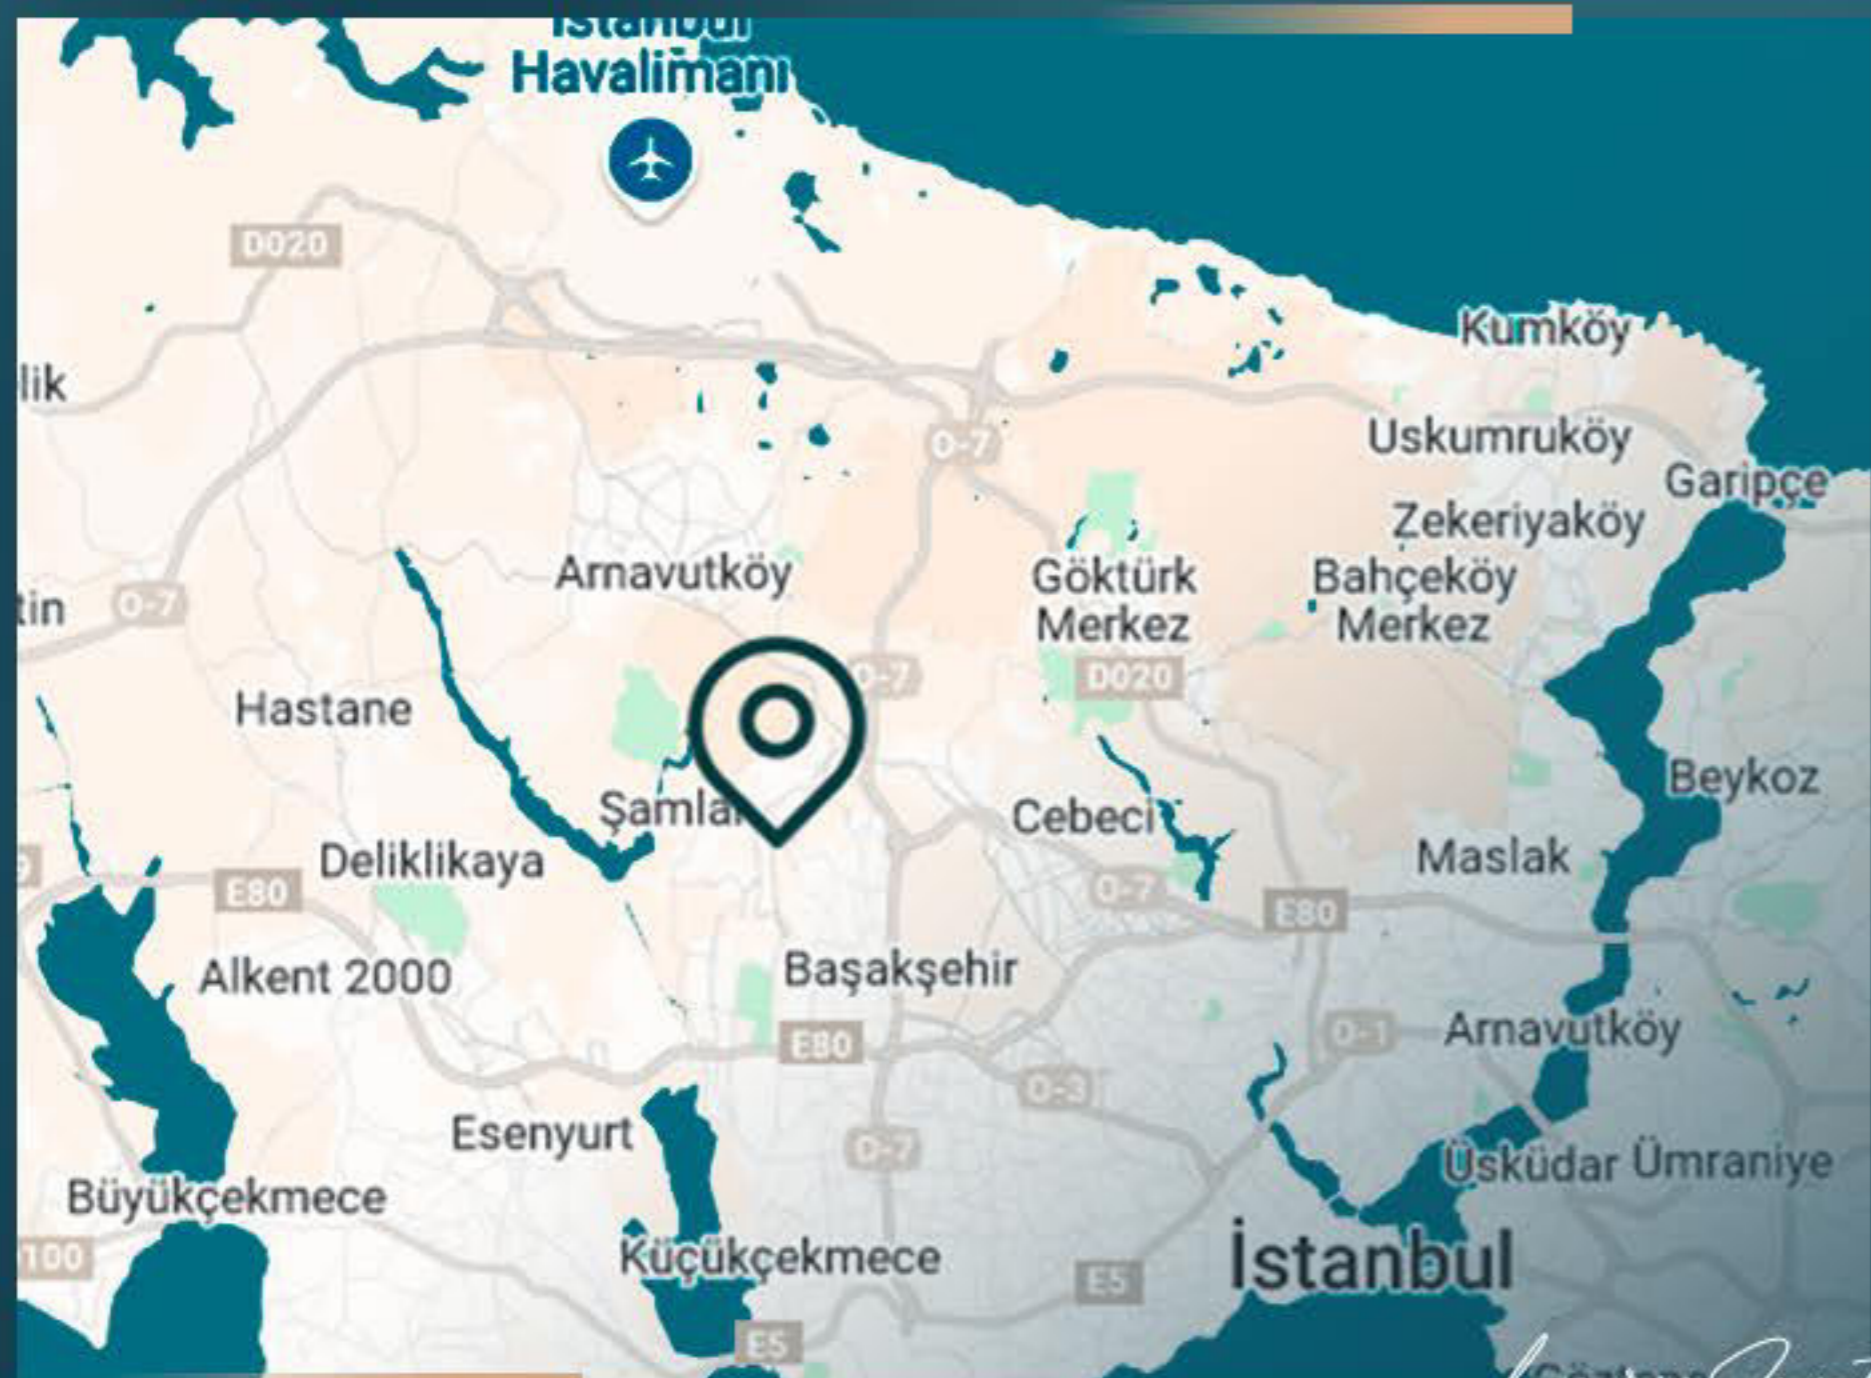 İstanbul
Havalimanı
D020
Kumköy
lik
Uskumruköy
O-7
Garipçe
Zekeriyaköy
Arnavutköy
Göktürk
Merkez
Bahçeköy
Merkez
tin
O-7
O-7
D020
Hastane
Beykoz
Şamlar
Cebeci
Deliklikaya
Maslak
E80
O-7
E80
Alkent 2000
Başakşehir
E80
O-1
Arnavutköy
O-3
Esenyurt
O-7
Üsküdar
Ümraniye
Büyükçekmece
100
Küçükçekmece
İstanbul
E5
E5